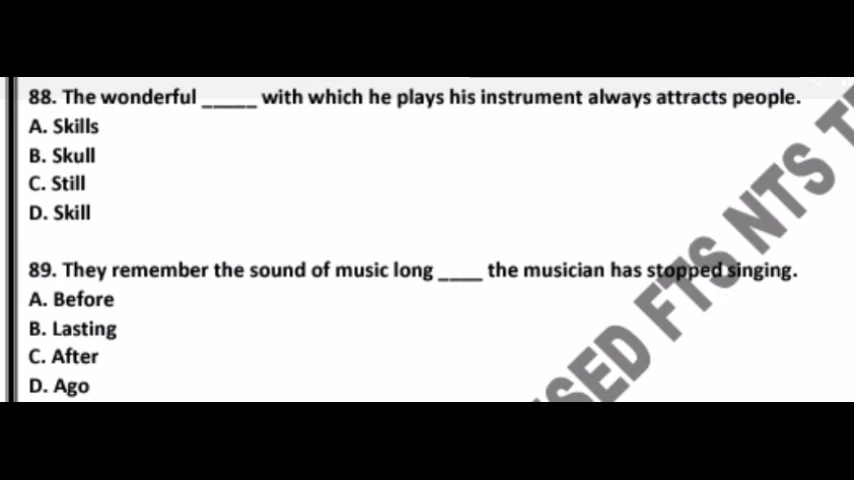 88. The wonderful _____ with which he plays his instrument always attracts people.
A. Skills
B. Skull
C. Still
D. Skill
89. They remember the sound of music long ____ the musician has stopped singing.
A. Before
B. Lasting
C. After
D. Ago
FTS NTS